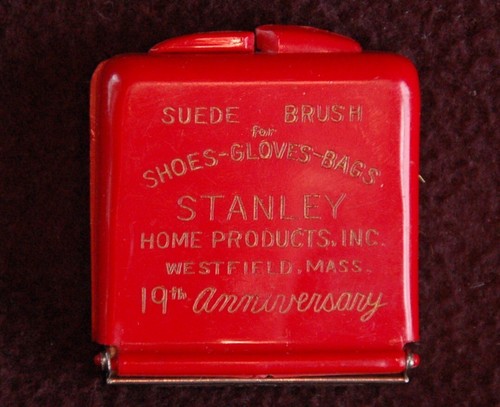 SUEDE BRUSH
for
SHOES-GLOVES-BAGS
STANLEY
HOME PRODUCTS, INC.
WESTFIELD, MASS.
19th Anniversary